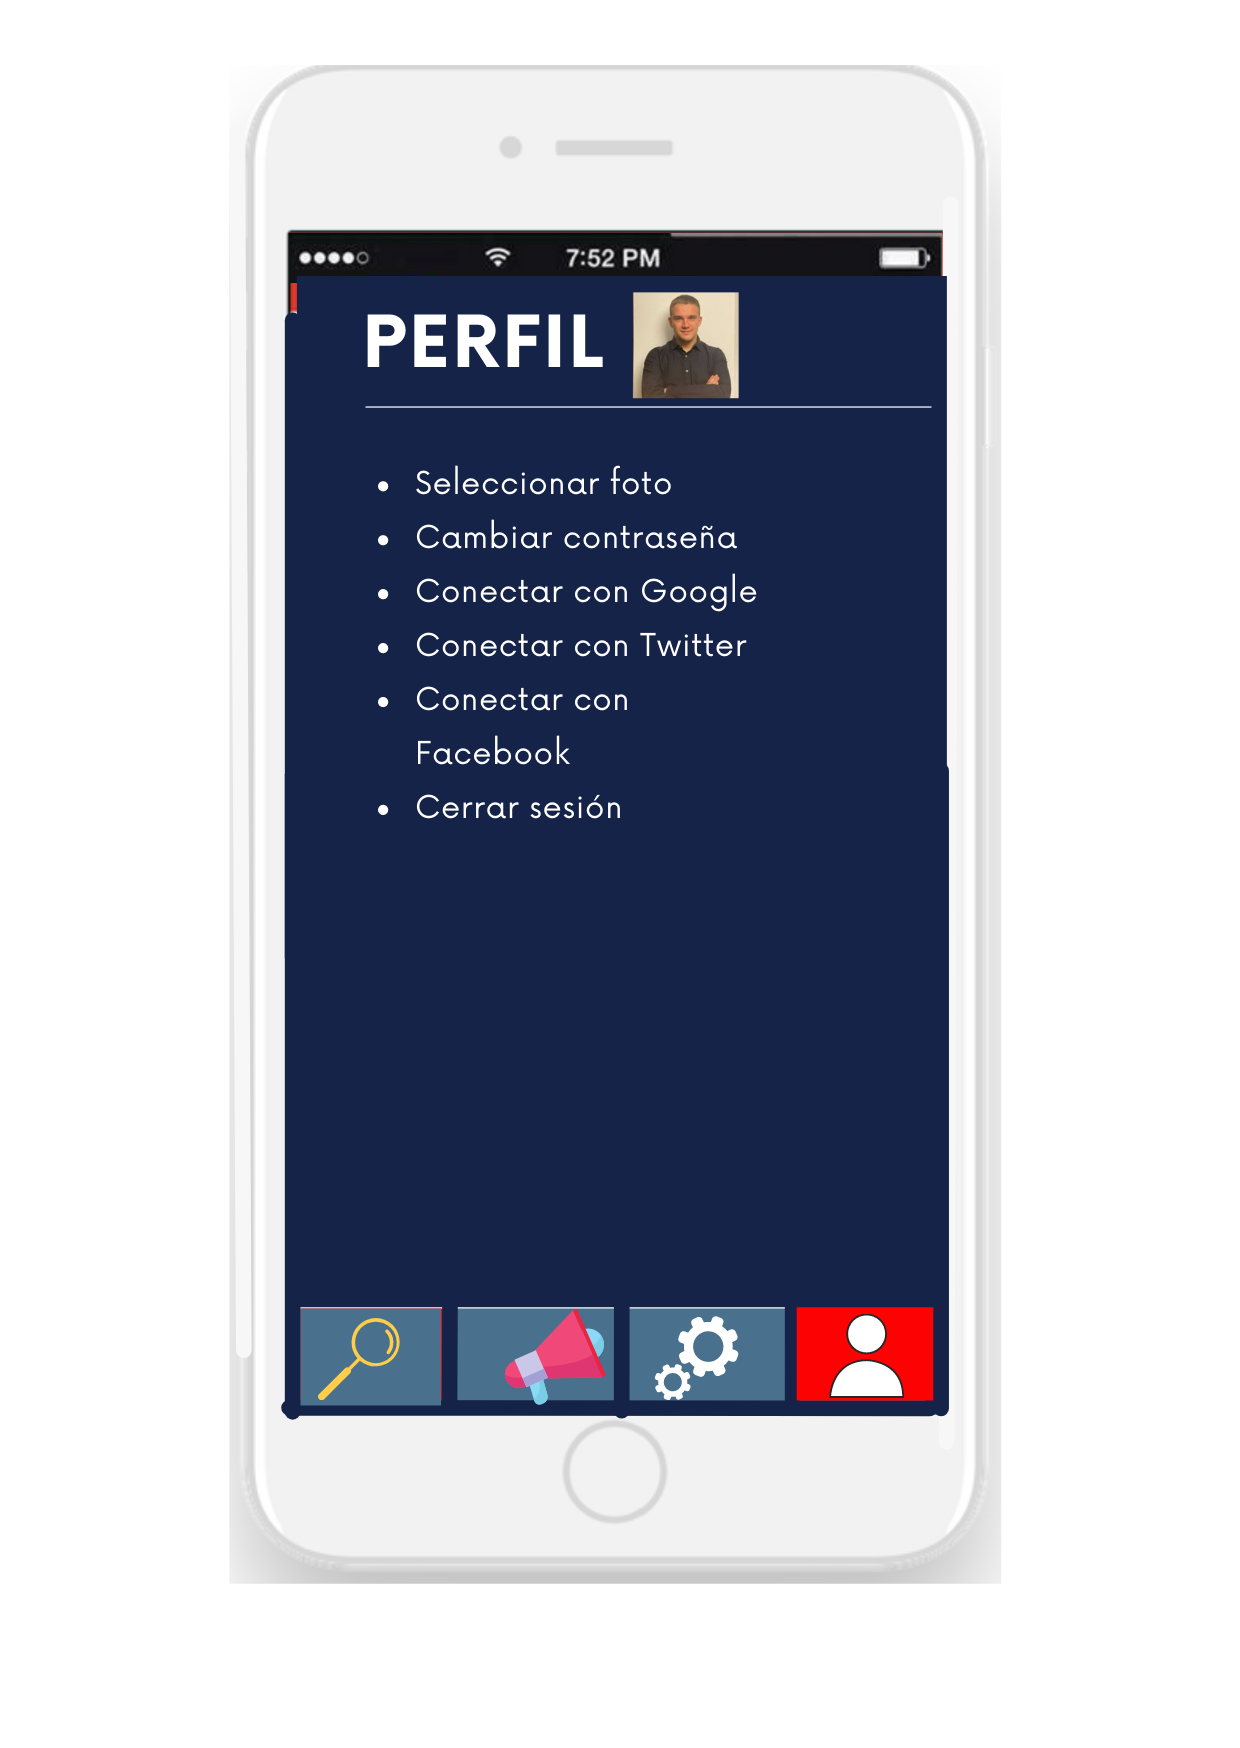 7:52 PM
PERFIL
Seleccionar foto
Cambiar contraseña
Conectar con Google
Conectar con Twitter
Conectar con
Facebook
Cerrar sesión